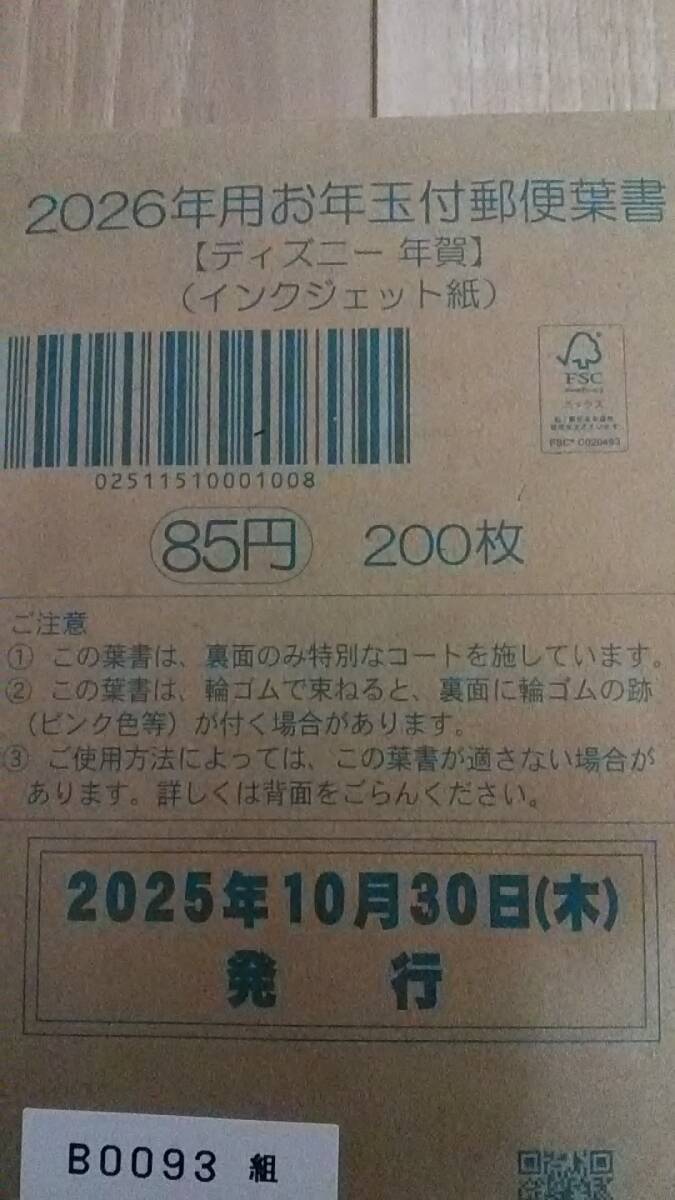 2026年用お年玉付郵便葉書
【ディズニー 年賀】
(インクジェット紙)
FSC
ミックス
FSC® C020493
02511510001008
85円 200枚
ご注意
① この葉書は、裏面のみ特別なコートを施しています。
② この葉書は、輪ゴムで束ねると、裏面に輪ゴムの跡
(ピンク色等)が付く場合があります。
③ ご使用方法によっては、この葉書が適さない場合が
あります。詳しくは背面をごらんください。
2025年10月30日(木)
発 行
B0093 組